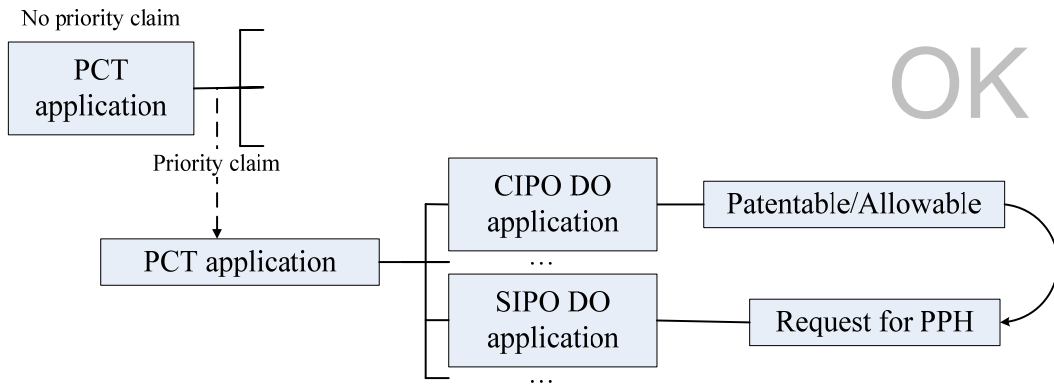 No priority claim
PCT
application
OK
Priority claim
CIPO DO
application
Patentable/Allowable
…
PCT application
SIPO DO
application
Request for PPH
…